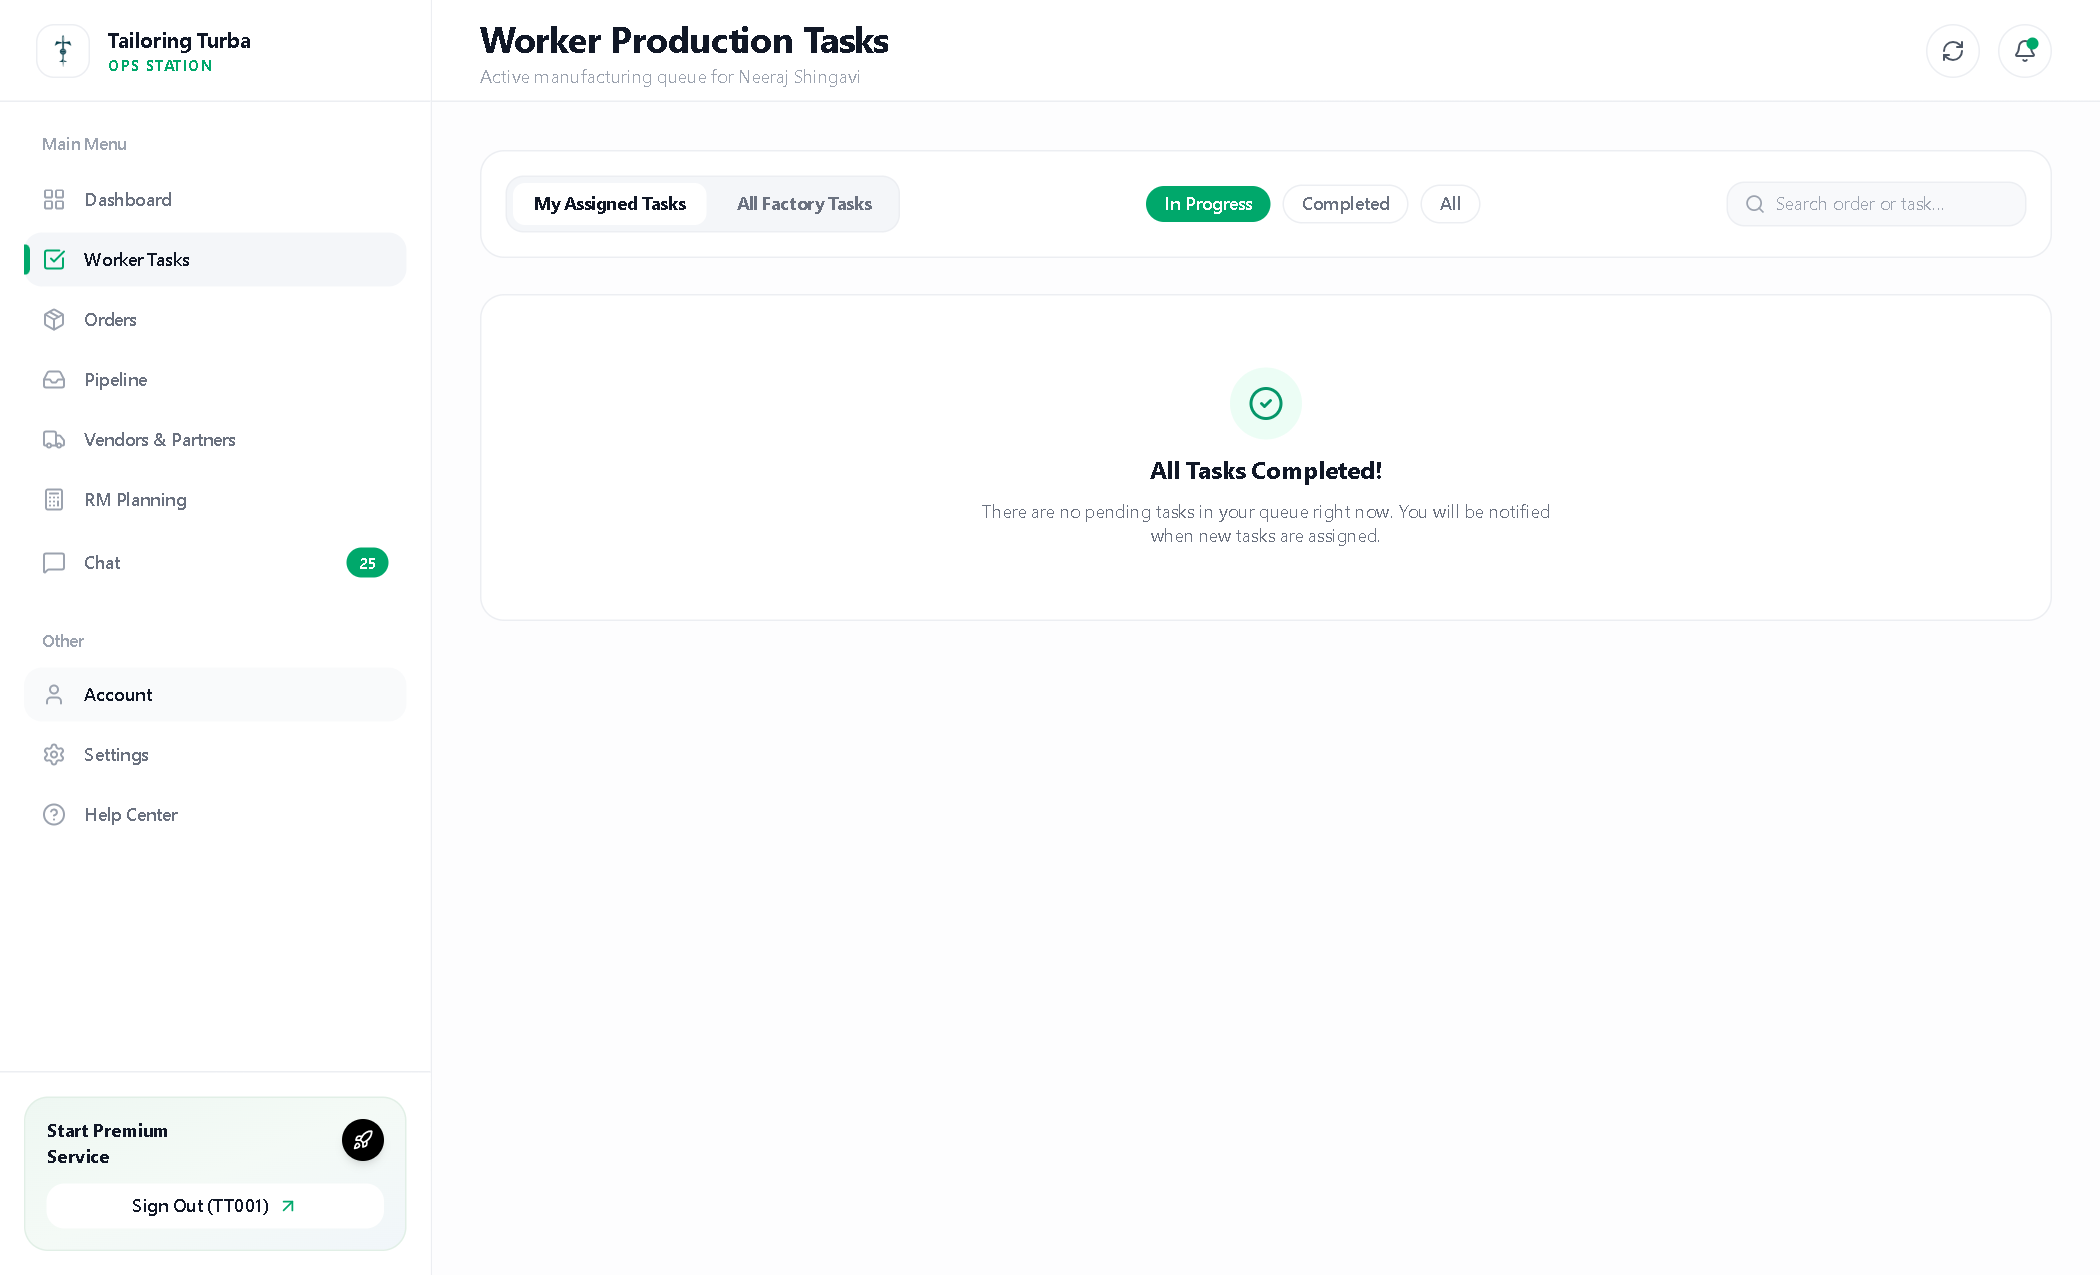 Tailoring Turba
OPS STATION
Main Menu
Dashboard
Worker Tasks
Orders
Pipeline
Vendors & Partners
RM Planning
Chat
25
Other
Account
Settings
Help Center
Start Premium
Service
Sign Out (TT001)
Worker Production Tasks
Active manufacturing queue for Neeraj Shingavi
My Assigned Tasks
All Factory Tasks
In Progress
Completed
All
Search order or task...
All Tasks Completed!
There are no pending tasks in your queue right now. You will be notified
when new tasks are assigned.